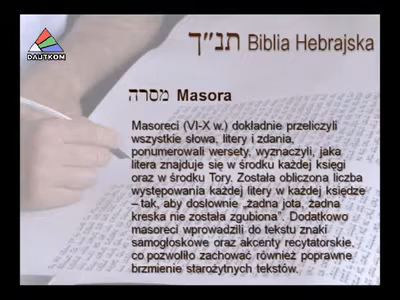 DAUTKOM
תנ״ך Biblia Hebrajska
מסרה Masora
Masoreci (VI-X w.) dokładnie przeliczyli
wszystkie słowa, litery i zdania,
ponumerowali wersety, wyznaczyli, jaka
litera znajduje się w środku każdej księgi
oraz w środku Tory. Została obliczona liczba
występowania każdej litery w każdej księdze
– tak, aby dosłownie „żadna jota, żadna
kreska nie została zgubiona”. Dodatkowo
masoreci wprowadzili do tekstu znaki
samogłoskowe oraz akcenty recytatorskie,
co pozwoliło zachować również poprawne
brzmienie starożytnych tekstów.